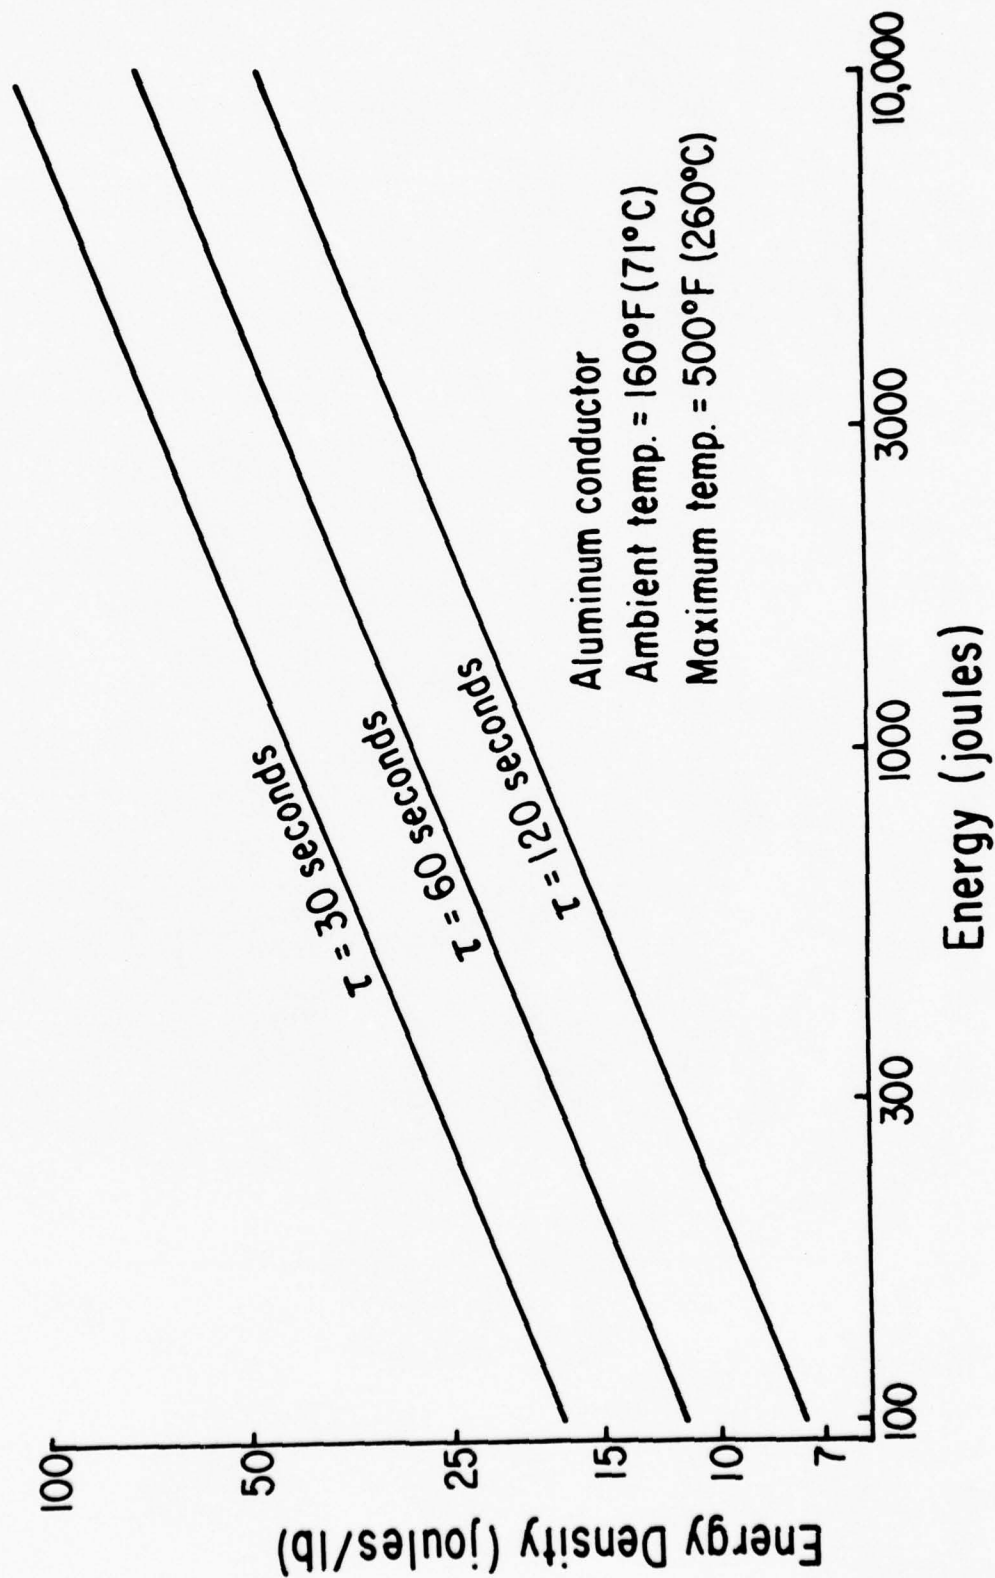 Energy Density (joules/lb)
100
50
25
15
10
7
τ = 30 seconds
τ = 60 seconds
τ = 120 seconds
Aluminum conductor
Ambient temp. = 160°F (71°C)
Maximum temp. = 500°F (260°C)
100
300
1000
3000
10,000
Energy (joules)